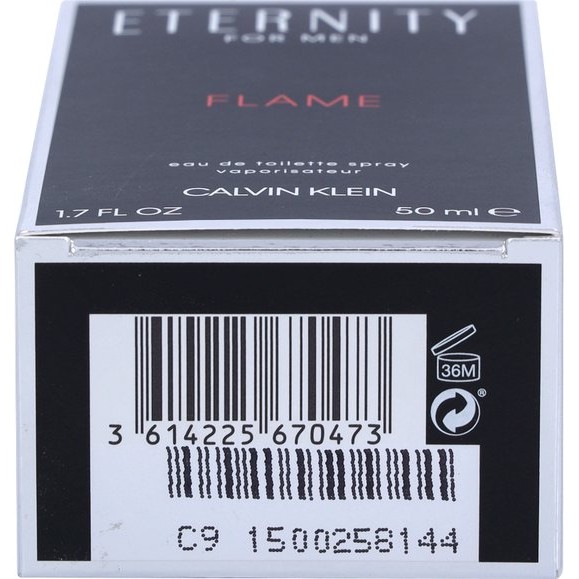 ETERNITY
FOR MEN
FLAME
eau de toilette spray
vaporisateur
CALVIN KLEIN
1.7 FL OZ 50 ml ℮
36M
®
3 614225 670473
C9 1500258144